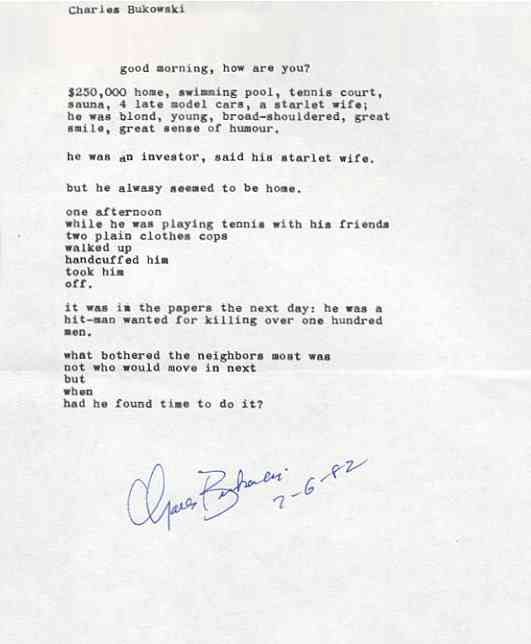 Charles Bukowski
good morning, how are you?
$250,000 home, swimming pool, tennis court,
sauna, 4 late model cars, a starlet wife;
he was blond, young, broad-shouldered, great
smile, great sense of humour.
he was an investor, said his starlet wife.
but he alwasy seemed to be home.
one afternoon
while he was playing tennis with his friends
two plain clothes cops
walked up
handcuffed him
took him
off.
it was in the papers the next day: he was a
hit-man wanted for killing over one hundred
men.
what bothered the neighbors most was
not who would move in next
but
when
had he found time to do it?
Charles Bukowski
7-6-82